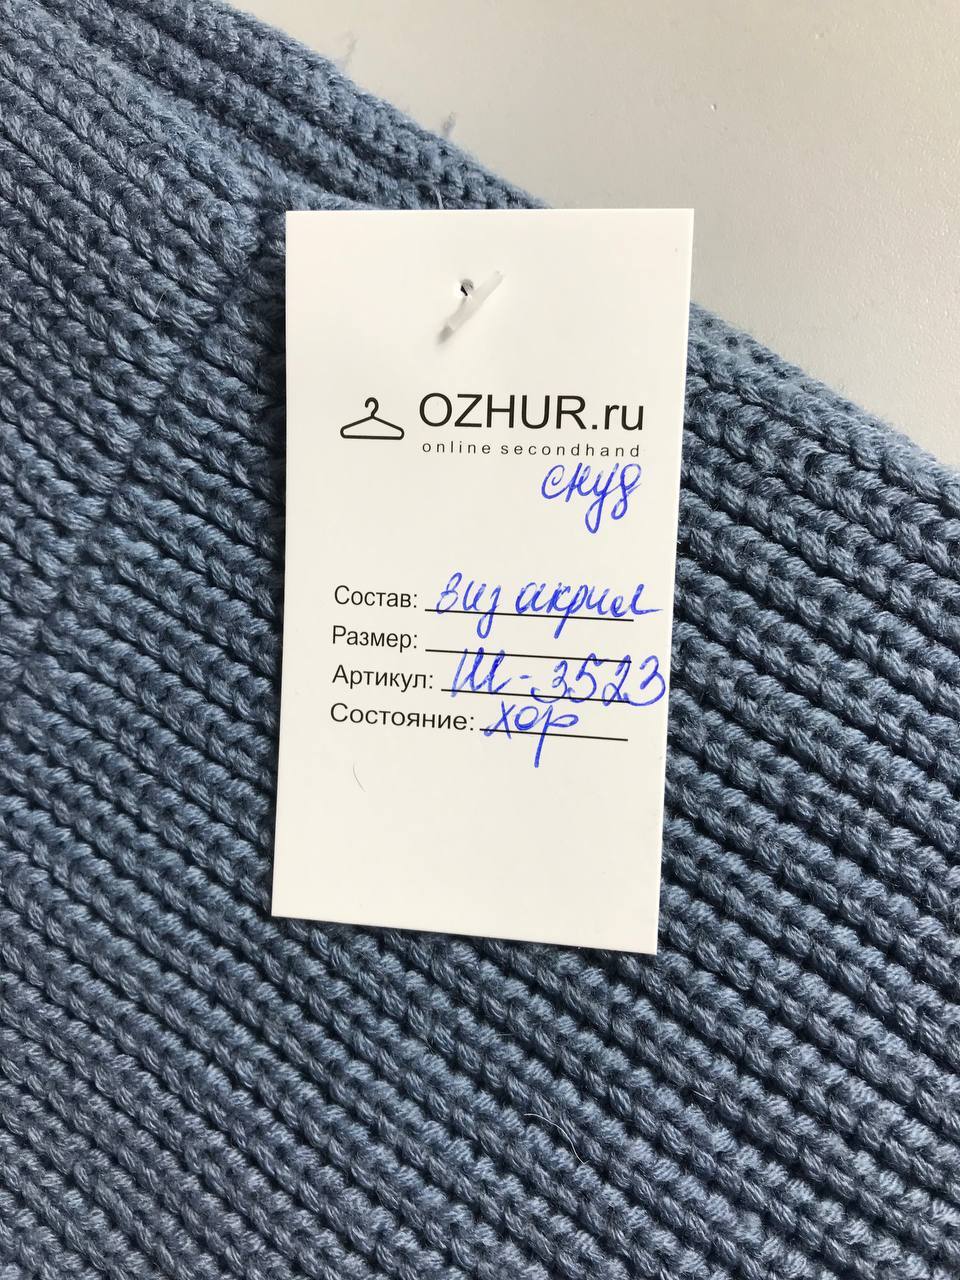 OZHUR.ru
online secondhand
снуд
Состав: виз акрил
Размер:
Артикул: Ш-3523
Состояние: хор